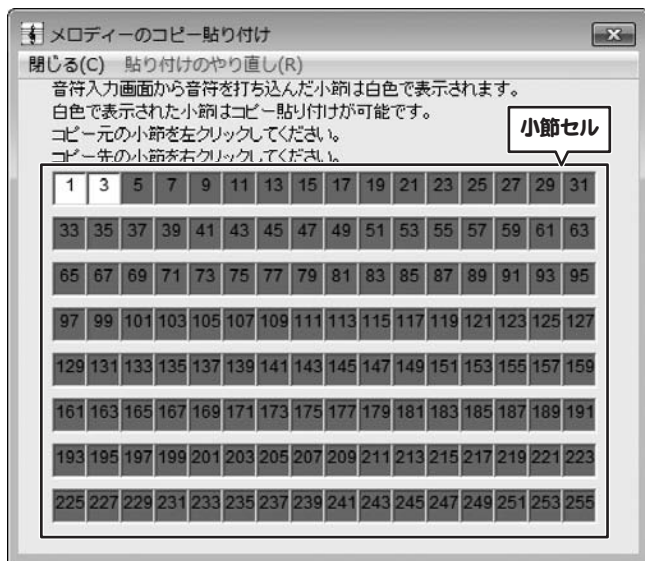 メロディーのコピー貼り付け
閉じる(C) 貼り付けのやり直し(R)
音符入力画面から音符を打ち込んだ小節は白色で表示されます。
白色で表示された小節はコピー貼り付けが可能です。
コピー元の小節を左クリックしてください。
コピー先の小節を右クリックしてください。
小節セル
1 3 5 7 9 11 13 15 17 19 21 23 25 27 29 31
33 35 37 39 41 43 45 47 49 51 53 55 57 59 61 63
65 67 69 71 73 75 77 79 81 83 85 87 89 91 93 95
97 99 101 103 105 107 109 111 113 115 117 119 121 123 125 127
129 131 133 135 137 139 141 143 145 147 149 151 153 155 157 159
161 163 165 167 169 171 173 175 177 179 181 183 185 187 189 191
193 195 197 199 201 203 205 207 209 211 213 215 217 219 221 223
225 227 229 231 233 235 237 239 241 243 245 247 249 251 253 255